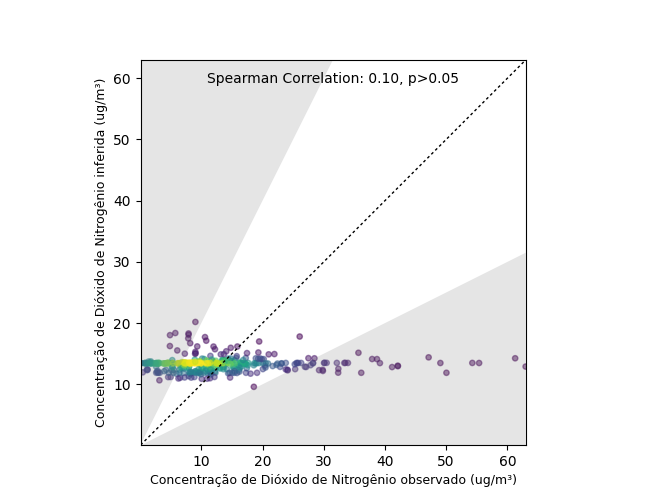 Spearman Correlation: 0.10, p>0.05
Concentração de Dióxido de Nitrogênio inferida (ug/m³)
60
50
40
30
20
10
10 20 30 40 50 60
Concentração de Dióxido de Nitrogênio observado (ug/m³)